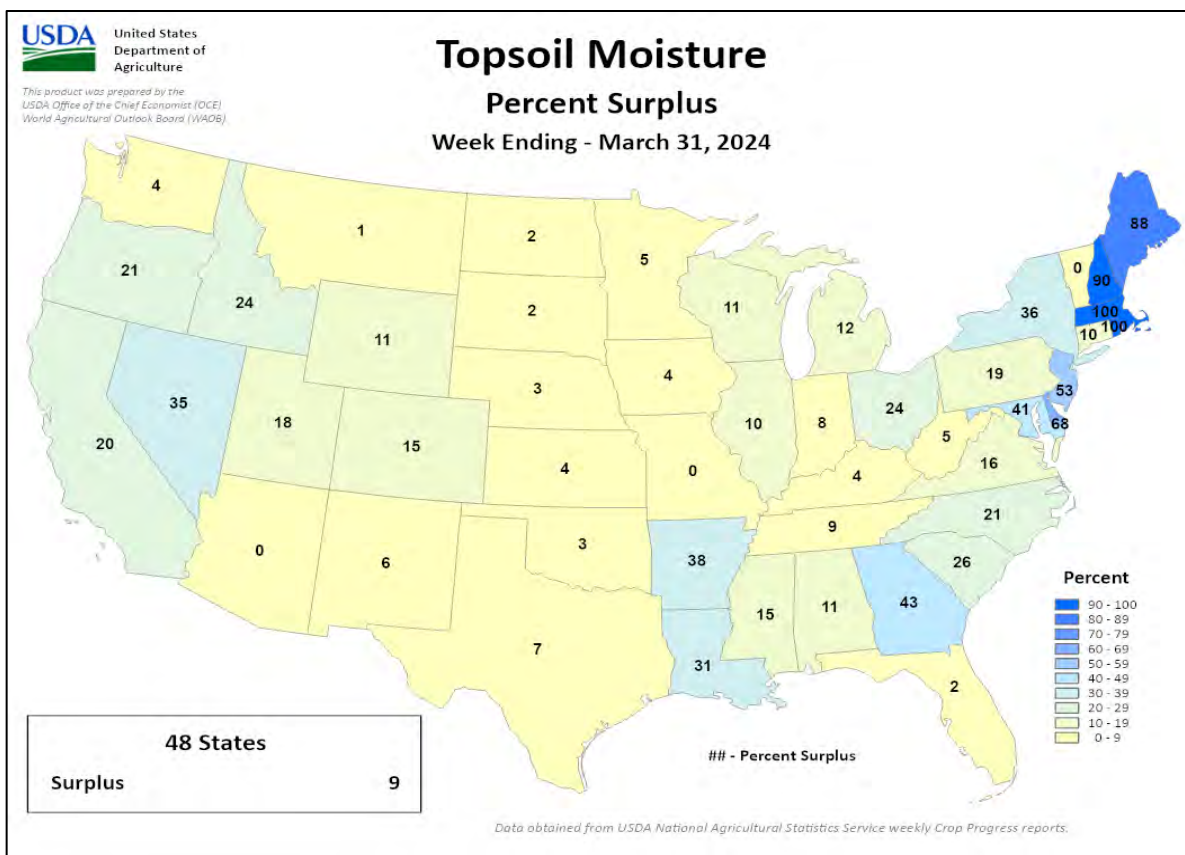 USDA
United States
Department of
Agriculture
This product was prepared by the
USDA Office of the Chief Economist (OCE)
World Agricultural Outlook Board (WAOB)
Topsoil Moisture
Percent Surplus
Week Ending - March 31, 2024
4
1
2
5
88
0
90
21
24
2
11
12
36
100
100
10
11
3
4
19
53
35
18
15
10
8
24
41
68
5
20
4
0
4
16
9
21
0
6
3
38
26
15
11
43
7
31
2
Percent
90 - 100
80 - 89
70 - 79
60 - 69
50 - 59
40 - 49
30 - 39
20 - 29
10 - 19
0 - 9
48 States
Surplus 9
## - Percent Surplus
Data obtained from USDA National Agricultural Statistics Service weekly Crop Progress reports.